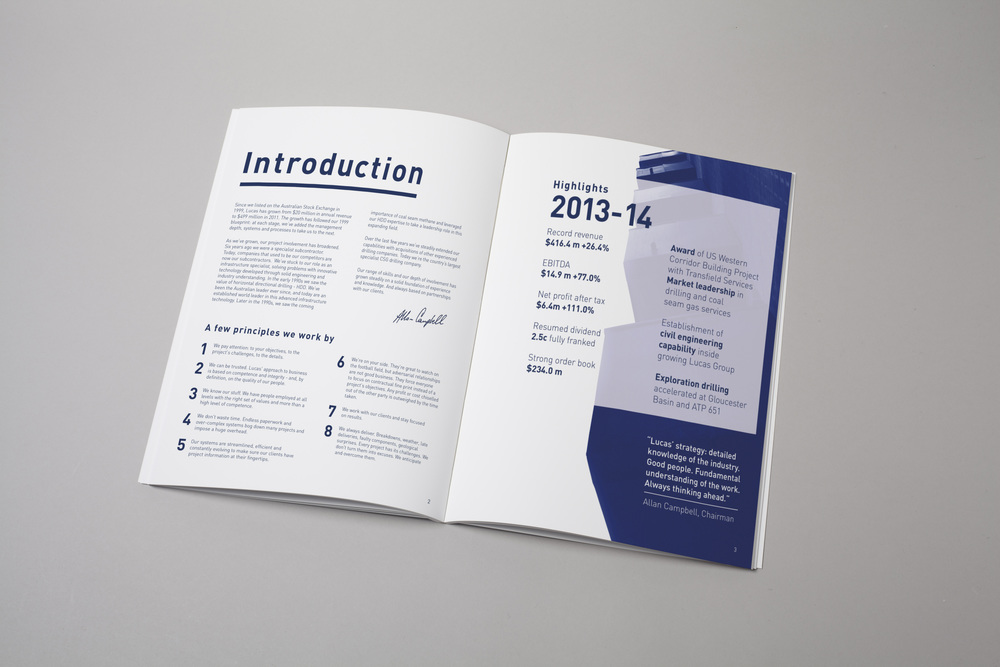 Introduction
Since we listed on the Australian Stock Exchange in
1999, Lucas has grown from $20 million in annual revenue
to $499 million in 2011. The growth has followed our 1999
blueprint: at each stage, we've added the management
depth, systems and processes to take us to the next.
As we've grown, our project involvement has broadened.
Six years ago we were a specialist subcontractor.
Today, companies that used to be our competitors are
now our subcontractors. We've stuck to our role as an
infrastructure specialist, solving problems with innovative
technology developed through solid engineering and
industry understanding. In the early 1990s we saw the
value of horizontal directional drilling - HDD. We've
been the Australian leader ever since, and today are an
established world leader in this advanced infrastructure
technology. Later in the 1990s, we saw the coming
importance of coal seam methane and leveraged
our HDD expertise to take a leadership role in this
expanding field.
Over the last few years we've steadily extended our
capabilities with acquisitions of other experienced
drilling companies. Today we're the country's largest
specialist CSG drilling company.
Our range of skills and our depth of involvement has
grown steadily on a solid foundation of experience
and knowledge. And always based on partnerships
with our clients.
Allan Campbell
A few principles we work by
1 We pay attention: to your objectives, to the
project's challenges, to the details.
2 We can be trusted. Lucas' approach to business
is based on competence and integrity - and, by
definition, on the quality of our people
3 We know our stuff. We have people employed at all
levels with the right set of values and more than a
high level of competence.
4 We don't waste time. Endless paperwork and
over-complex systems bog down many projects and
impose a huge overhead.
5 Our systems are streamlined, efficient and
constantly evolving to make sure our clients have
project information at their fingertips.
6 We're on your side. They're great to watch on
the football field, but adversarial relationships
are not good business. They force everyone
to focus on contractual fine print instead of a
project's objectives. Any profit or cost shovelled
out of the other party is outweighed by the time
taken.
7 We work with our clients and stay focused
on results.
8 We always deliver. Breakdowns, weather, late
deliveries, faulty components, geological
surprises. Every project has its challenges. We
don't turn them into excuses. We anticipate
and overcome them.
2
Highlights
2013-14
Record revenue
$416.4 m +26.4%
EBITDA
$14.9 m +77.0%
Net profit after tax
$6.4m +111.0%
Resumed dividend
2.5c fully franked
Strong order book
$234.0 m
Award of US Western
Corridor Building Project
with Transfield Services
Market leadership in
drilling and coal
seam gas services
Establishment of
civil engineering
capability inside
growing Lucas Group
Exploration drilling
accelerated at Gloucester
Basin and ATP 651
"Lucas' strategy: detailed
knowledge of the industry.
Good people. Fundamental
understanding of the work.
Always thinking ahead."
Allan Campbell, Chairman
3